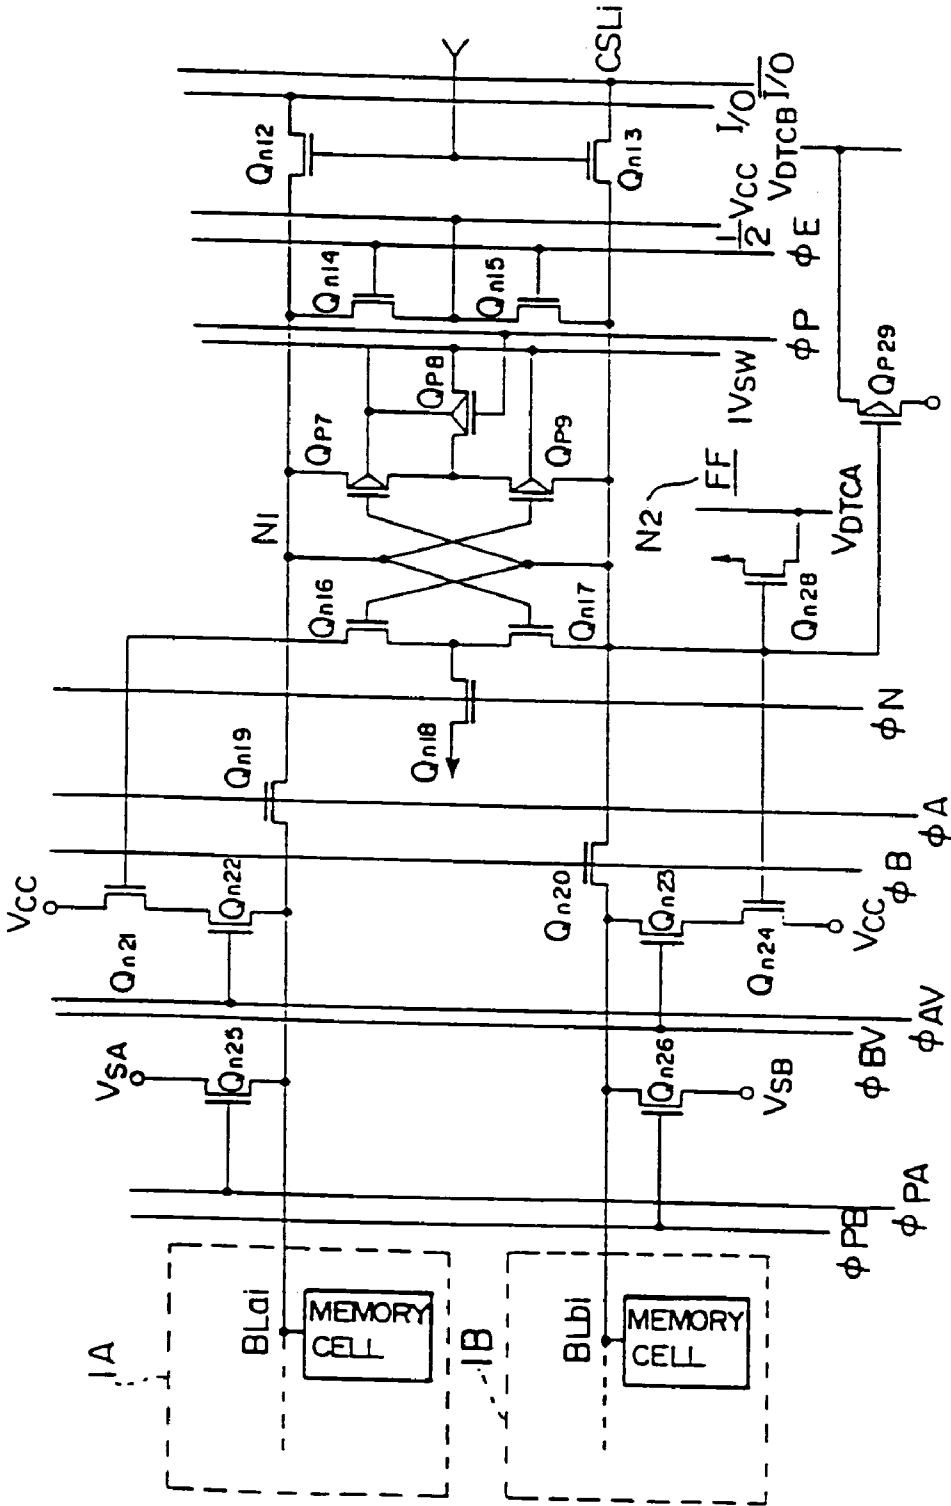 1A
BLai
MEMORY
CELL
1B
BLbi
MEMORY
CELL
φPB
φPA
VSA
Qn25
Qn26
VSB
φBV
φAV
VCC
Qn21
Qn22
Qn20
Qn23
Qn24
VCC
φB
φA
Qn19
Qn18
φN
Qn16
Qn17
N1
QP7
QP8
QP9
N2
FF
Qn28
VDTCA
QP29
1VSW
φP
Qn14
Qn15
φE
1/2 VCC
VDTCB
Qn12
Qn13
I/O
I/O
CSLi